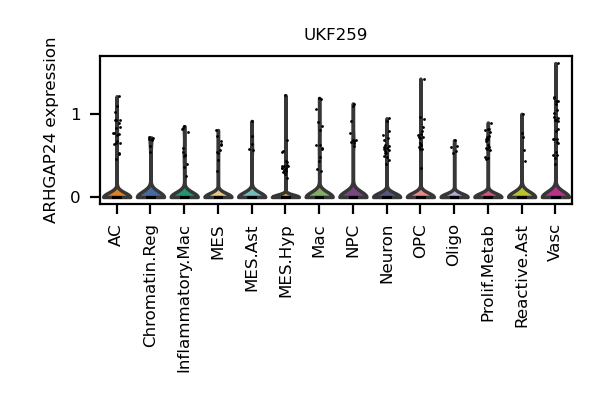 UKF259
ARHGAP24 expression
1
0
AC
Chromatin.Reg
Inflammatory.Mac
MES
MES.Ast
MES.Hyp
Mac
NPC
Neuron
OPC
Oligo
Prolif.Metab
Reactive.Ast
Vasc